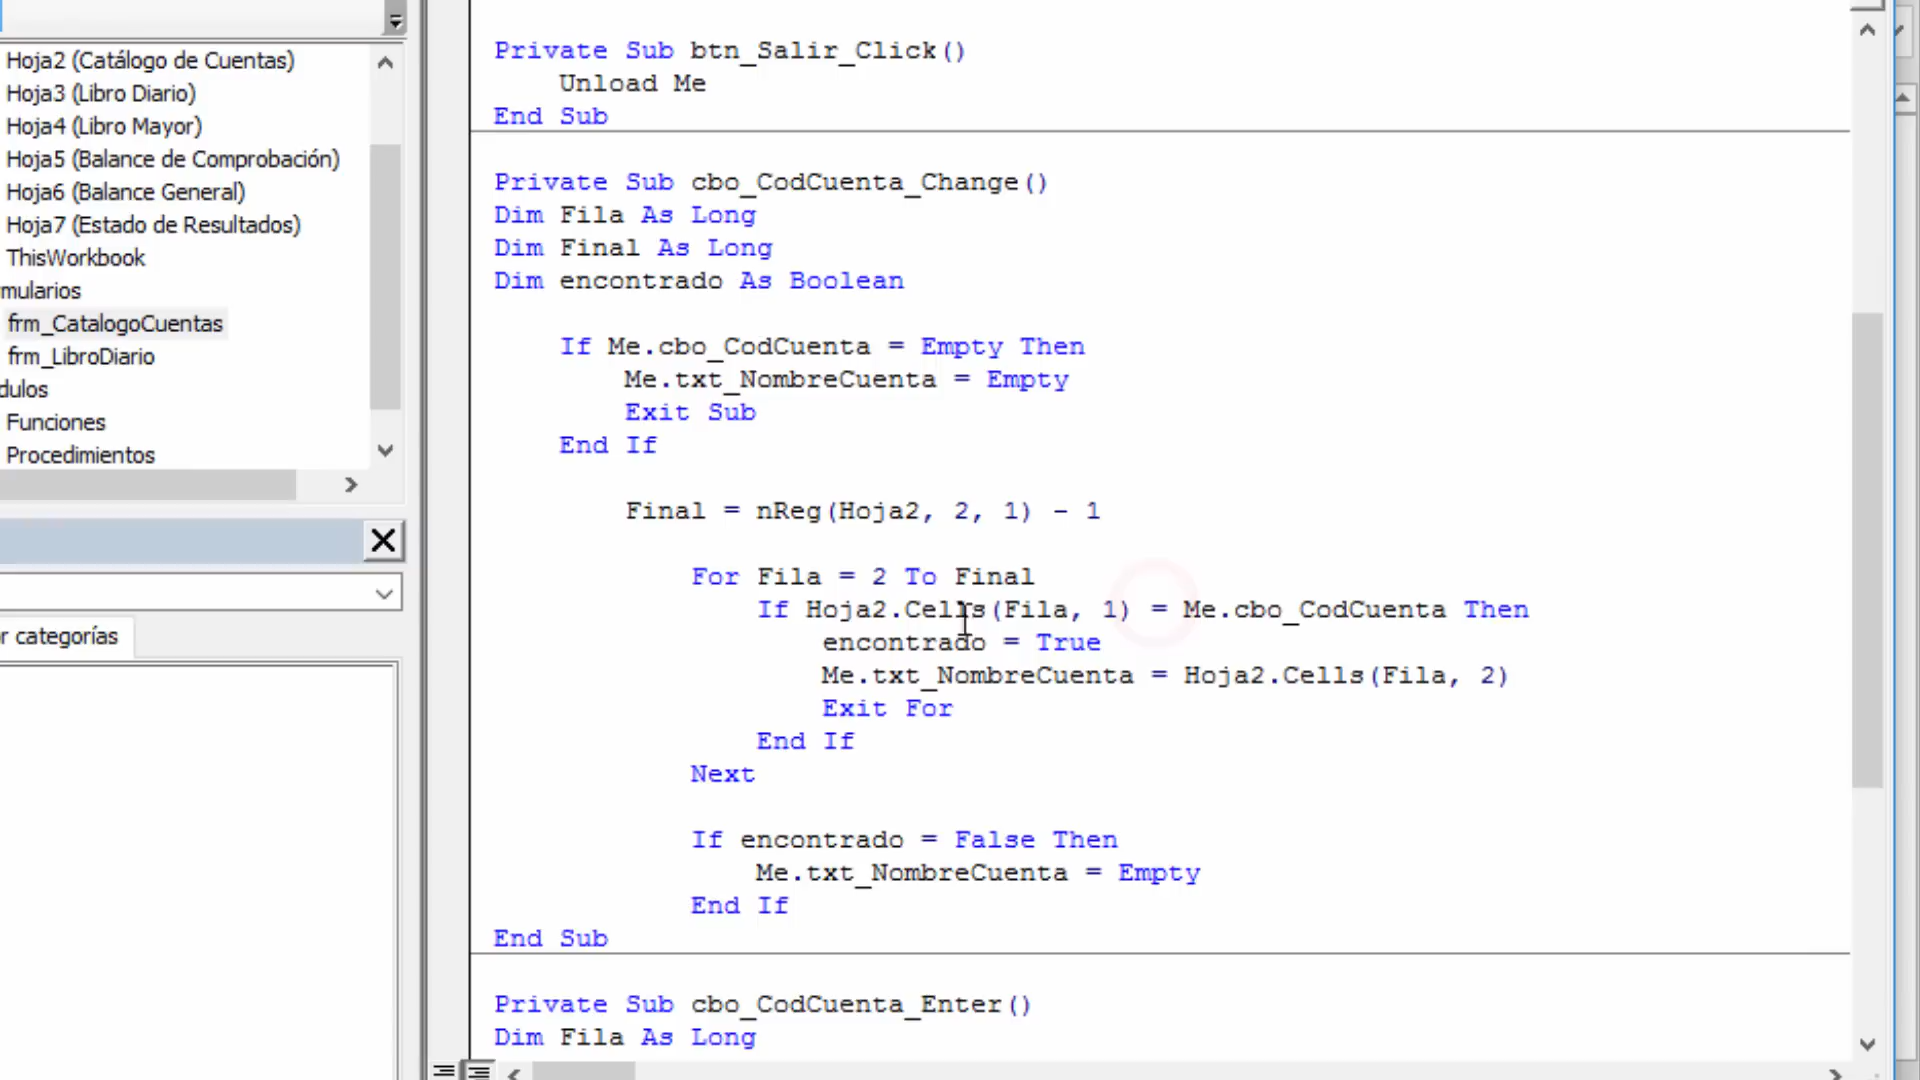 Hoja2 (Catálogo de Cuentas)
Hoja3 (Libro Diario)
Hoja4 (Libro Mayor)
Hoja5 (Balance de Comprobación)
Hoja6 (Balance General)
Hoja7 (Estado de Resultados)
ThisWorkbook
mularios
frm_CatalogoCuentas
frm_LibroDiario
dulos
Funciones
Procedimientos
r categorías
Private Sub btn_Salir_Click()
Unload Me
End Sub
Private Sub cbo_CodCuenta_Change()
Dim Fila As Long
Dim Final As Long
Dim encontrado As Boolean
If Me.cbo_CodCuenta = Empty Then
Me.txt_NombreCuenta = Empty
Exit Sub
End If
Final = nReg(Hoja2, 2, 1) - 1
For Fila = 2 To Final
If Hoja2.Cells(Fila, 1) = Me.cbo_CodCuenta Then
encontrado = True
Me.txt_NombreCuenta = Hoja2.Cells(Fila, 2)
Exit For
End If
Next
If encontrado = False Then
Me.txt_NombreCuenta = Empty
End If
End Sub
Private Sub cbo_CodCuenta_Enter()
Dim Fila As Long